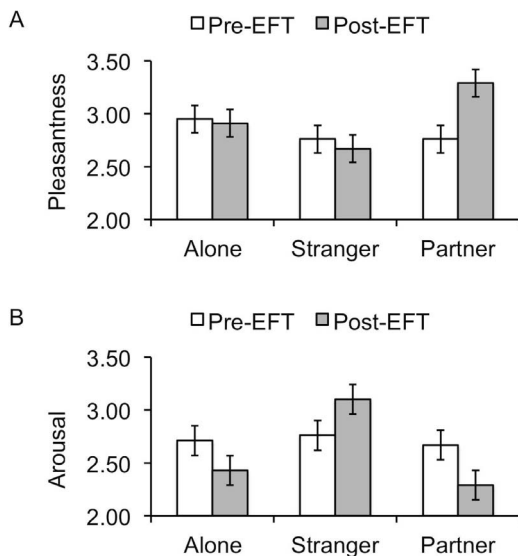 A
Pre-EFT Post-EFT
Pleasantness
3.50
3.00
2.50
2.00
Alone Stranger Partner
B
Pre-EFT Post-EFT
Arousal
3.50
3.00
2.50
2.00
Alone Stranger Partner